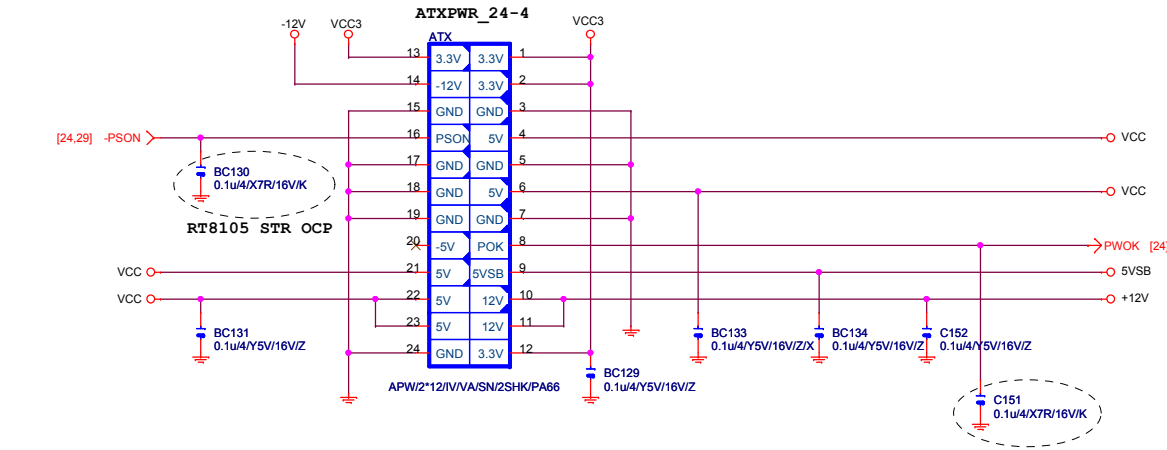 ATXPWR_24-4
-12V VCC3 ATX VCC3
13 3.3V 3.3V 1
14 -12V 3.3V 2
15 GND GND 3
[24,29] -PSON 16 PSON 5V 4 VCC
17 GND GND 5
BC130
0.1u/4/X7R/16V/K
18 GND 5V 6 VCC
19 GND GND 7
RT8105 STR OCP
20 -5V POK 8 PWOK [24]
VCC 21 5V 5VSB 9 5VSB
VCC 22 5V 12V 10 +12V
23 5V 12V 11
BC131
0.1u/4/Y5V/16V/Z
BC133
0.1u/4/Y5V/16V/Z/X
BC134
0.1u/4/Y5V/16V/Z
C152
0.1u/4/Y5V/16V/Z
24 GND 3.3V 12
APW/2*12/IV/VA/SN/2SHK/PA66
BC129
0.1u/4/Y5V/16V/Z
C151
0.1u/4/X7R/16V/K